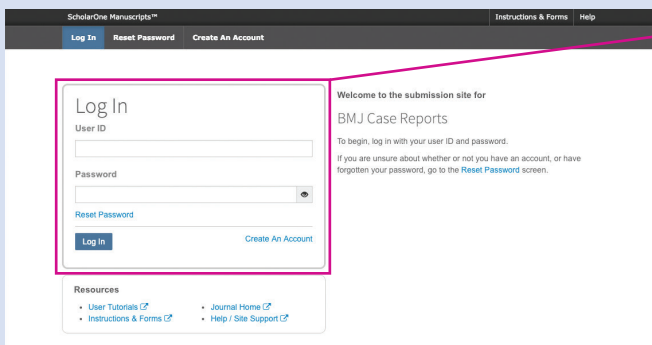 ScholarOne Manuscripts™
Instructions & Forms Help
Log In Reset Password Create An Account
Log In
User ID
Password
Reset Password
Log In
Create An Account
Welcome to the submission site for
BMJ Case Reports
To begin, log in with your user ID and password.
If you are unsure about whether or not you have an account, or have
forgotten your password, go to the Reset Password screen.
Resources
• User Tutorials
• Instructions & Forms
• Journal Home
• Help / Site Support